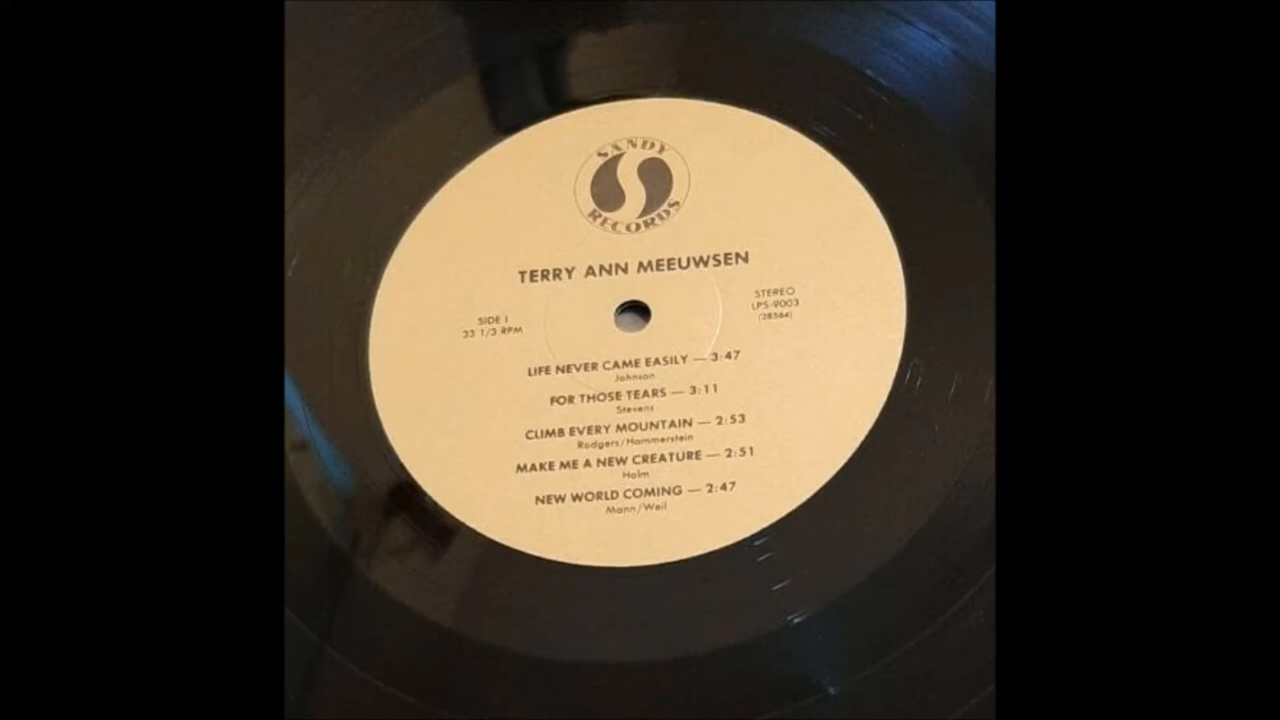 SANDY
RECORDS
TERRY ANN MEEUWSEN
SIDE 1
33 1/3 RPM
STEREO
LPS-9003
(28564)
LIFE NEVER CAME EASILY — 3:47
Johnson
FOR THOSE TEARS — 3:11
Stevens
CLIMB EVERY MOUNTAIN — 2:53
Rodgers/Hammerstein
MAKE ME A NEW CREATURE — 2:51
Holm
NEW WORLD COMING — 2:47
Mann/Weil